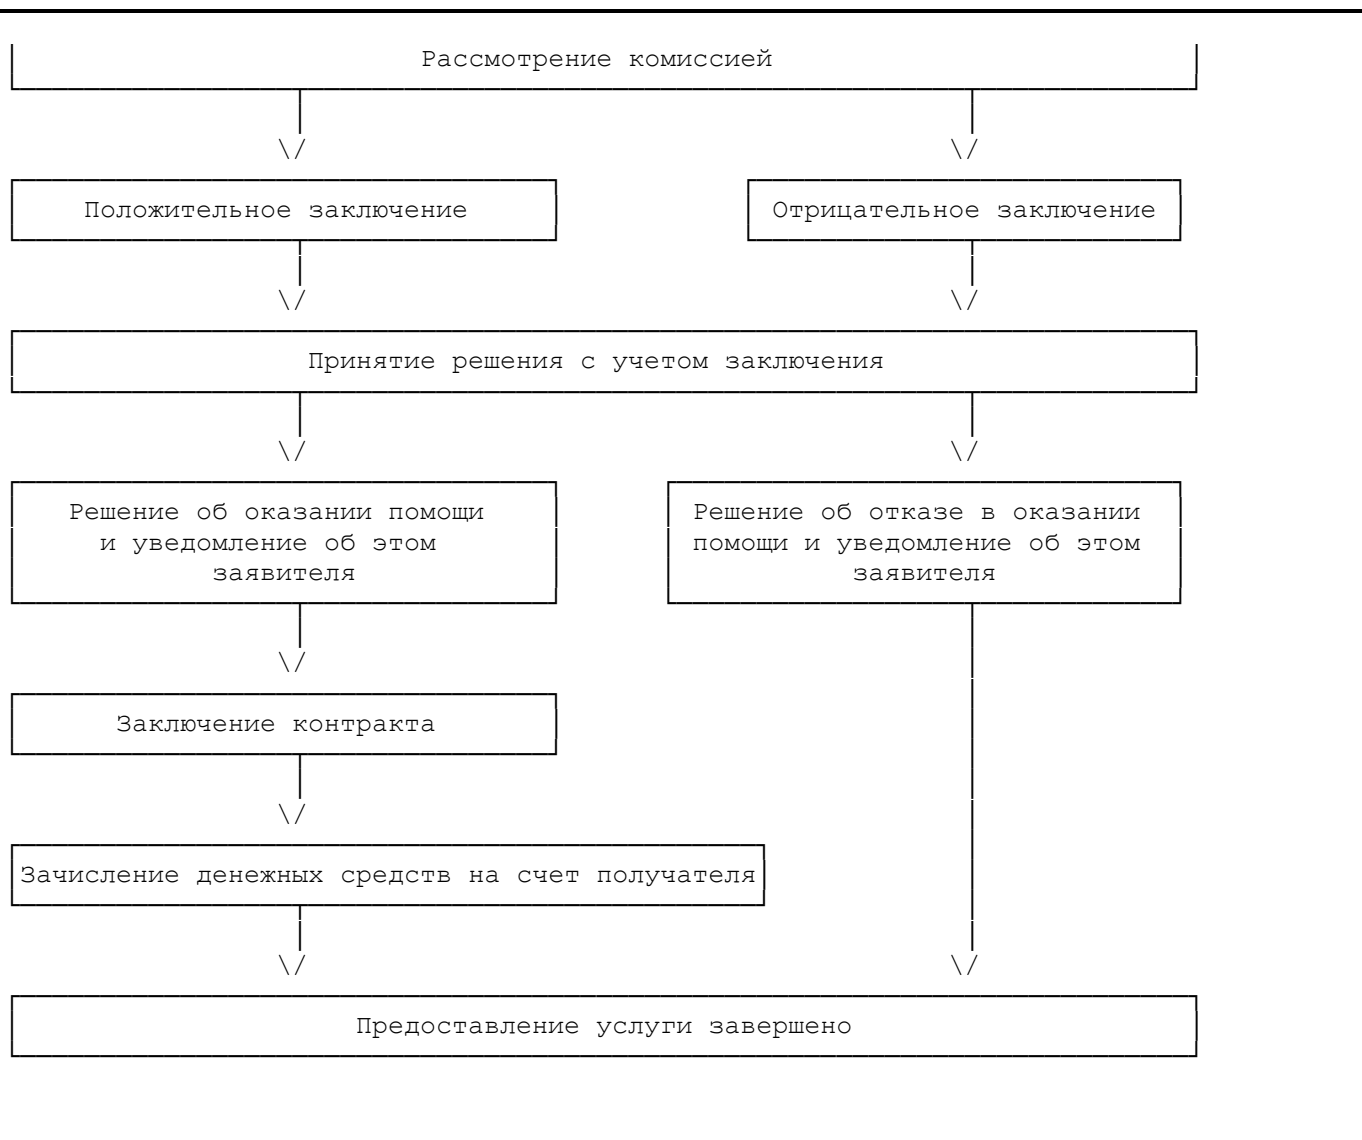 Рассмотрение комиссией
Положительное заключение
Отрицательное заключение
Принятие решения с учетом заключения
Решение об оказании помощи
и уведомление об этом
заявителя
Решение об отказе в оказании
помощи и уведомление об этом
заявителя
Заключение контракта
Зачисление денежных средств на счет получателя
Предоставление услуги завершено